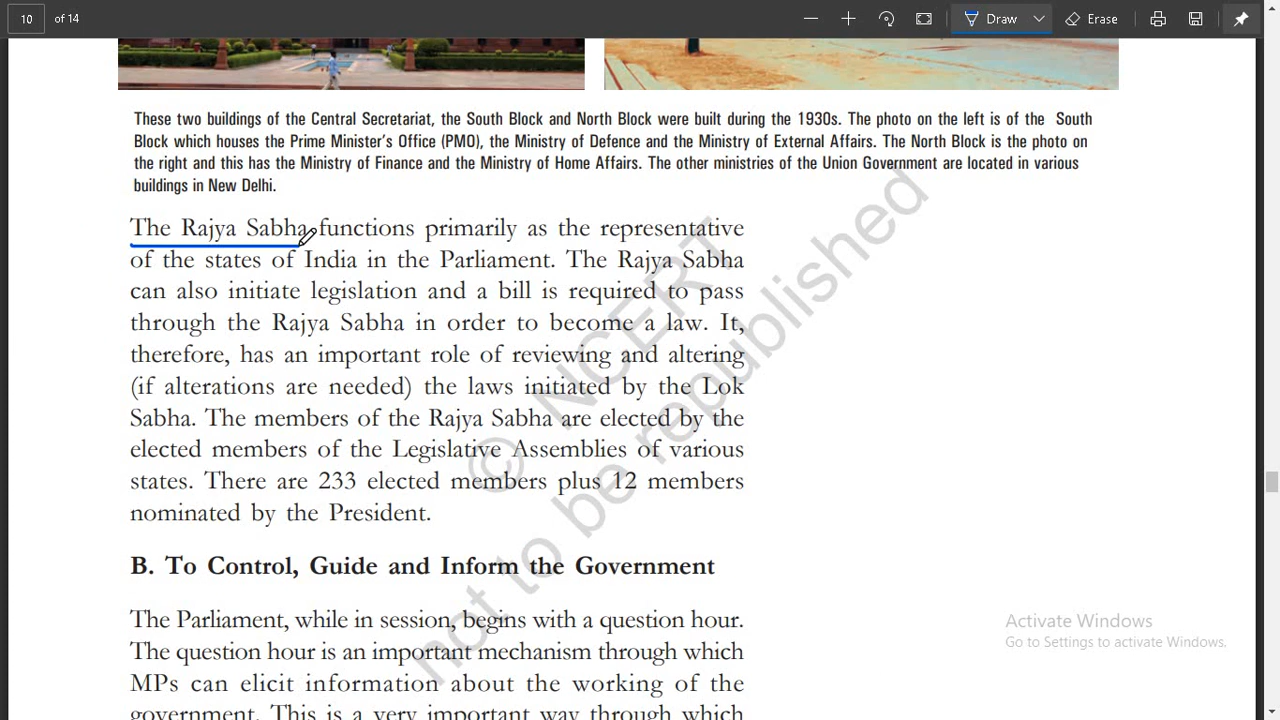 10 of 14
Draw
Erase
These two buildings of the Central Secretariat, the South Block and North Block were built during the 1930s. The photo on the left is of the South
Block which houses the Prime Minister's Office (PMO), the Ministry of Defence and the Ministry of External Affairs. The North Block is the photo on
the right and this has the Ministry of Finance and the Ministry of Home Affairs. The other ministries of the Union Government are located in various
buildings in New Delhi.
The Rajya Sabha functions primarily as the representative
of the states of India in the Parliament. The Rajya Sabha
can also initiate legislation and a bill is required to pass
through the Rajya Sabha in order to become a law. It,
therefore, has an important role of reviewing and altering
(if alterations are needed) the laws initiated by the Lok
Sabha. The members of the Rajya Sabha are elected by the
elected members of the Legislative Assemblies of various
states. There are 233 elected members plus 12 members
nominated by the President.
B. To Control, Guide and Inform the Government
The Parliament, while in session, begins with a question hour.
The question hour is an important mechanism through which
MPs can elicit information about the working of the
government. This is a very important way through which
© NCERT
not to be republished
Activate Windows
Go to Settings to activate Windows.